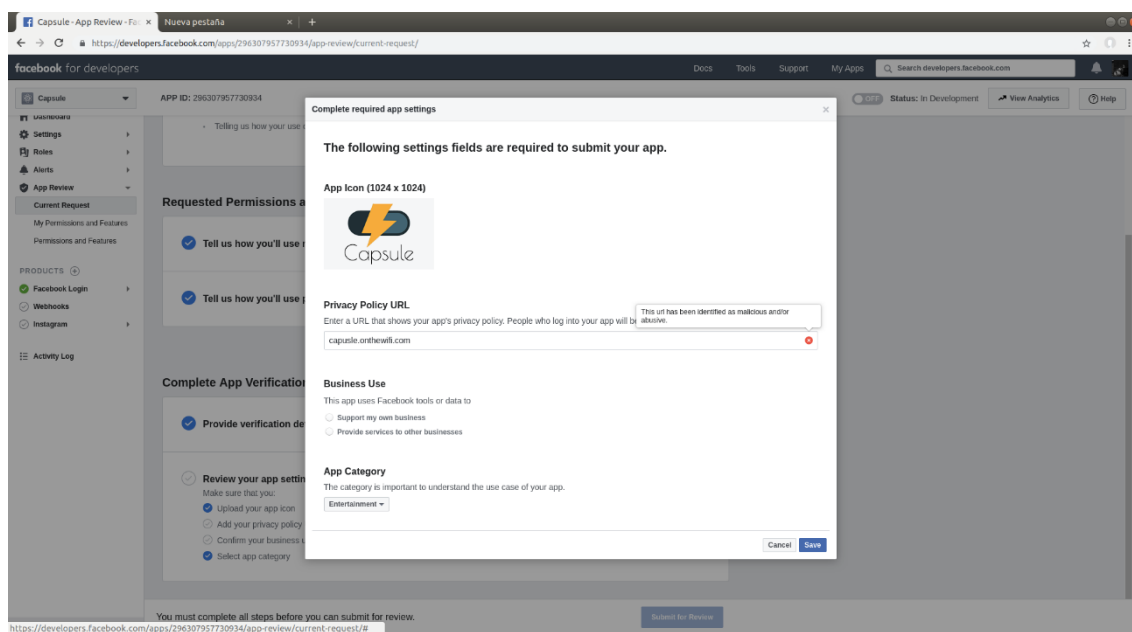 Capsule - App Review - Fac
Nueva pestaña
https://developers.facebook.com/apps/296307957730934/app-review/current-request/
facebook for developers
Docs
Tools
Support
My Apps
Search developers.facebook.com
Capsule
APP ID: 296307957730934
OFF
Status: In Development
View Analytics
Help
Dashboard
Settings
Roles
Alerts
App Review
Current Request
My Permissions and Features
Permissions and Features
PRODUCTS
Facebook Login
Webhooks
Instagram
Activity Log
Telling us how your use
Requested Permissions a
Tell us how you'll use
Tell us how you'll use
Complete App Verification
Provide verification de
Review your app settin
Make sure that you:
Upload your app icon
Add your privacy policy
Confirm your business u
Select app category
You must complete all steps before you can submit for review.
Submit for Review
Complete required app settings
The following settings fields are required to submit your app.
App Icon (1024 x 1024)
Capsule
Privacy Policy URL
Enter a URL that shows your app's privacy policy. People who log into your app will b
This url has been identified as malicious and/or
abusive.
capusle.onthewifi.com
Business Use
This app uses Facebook tools or data to
Support my own business
Provide services to other businesses
App Category
The category is important to understand the use case of your app.
Entertainment
Cancel
Save
https://developers.facebook.com/apps/296307957730934/app-review/current-request/#